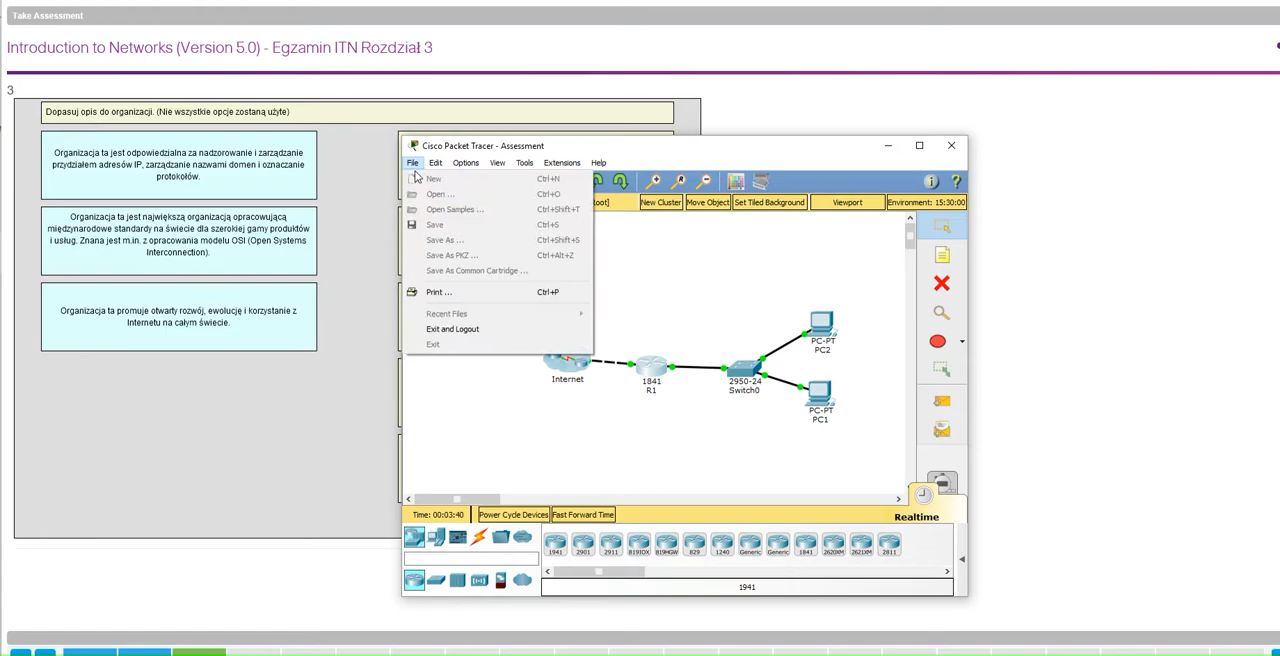 Take Assessment
Introduction to Networks (Version 5.0) - Egzamin ITN Rozdział 3
3
Dopasuj opis do organizacji. (Nie wszystkie opcje zostaną użyte)
Organizacja ta jest odpowiedzialna za nadzorowanie i zarządzanie
przydziałem adresów IP, zarządzanie nazwami domen i oznaczanie
protokołów.
Organizacja ta jest największą organizacją opracowującą
międzynarodowe standardy na świecie dla szerokiej gamy produktów
i usług. Znana jest m.in. z opracowania modelu OSI (Open Systems
Interconnection).
Organizacja ta promuje otwarty rozwój, ewolucję i korzystanie z
Internetu na całym świecie.
Cisco Packet Tracer - Assessment
File Edit Options View Tools Extensions Help
New Ctrl+N
Open ... Ctrl+O
Open Samples ... Ctrl+Shift+T
Save Ctrl+S
Save As ... Ctrl+Shift+S
Save As PKZ ... Ctrl+Alt+Z
Save As Common Cartridge ...
Print ... Ctrl+P
Recent Files
Exit and Logout
Exit
New Cluster Move Object Set Tiled Background Viewport Environment: 15:30:00
PC-PT
PC2
Internet
1841
R1
2950-24
Switch0
PC-PT
PC1
Time: 00:03:40 Power Cycle Devices Fast Forward Time
Realtime
1941 2901 2911 819IOX 819HGW 829 1240 Generic Generic 1841 2620XM 2621XM 2811
1941